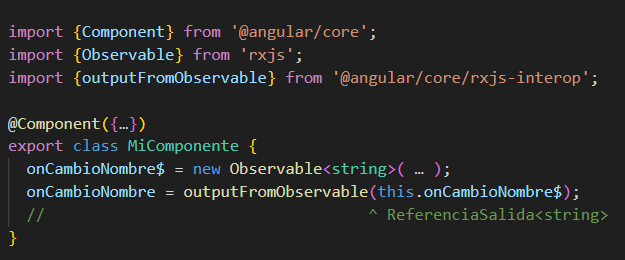 import {Component} from '@angular/core';
import {Observable} from 'rxjs';
import {outputFromObservable} from '@angular/core/rxjs-interop';
@Component({…})
export class MiComponente {
onCambioNombre$ = new Observable<string>( … );
onCambioNombre = outputFromObservable(this.onCambioNombre$);
// ^ ReferenciaSalida<string>
}